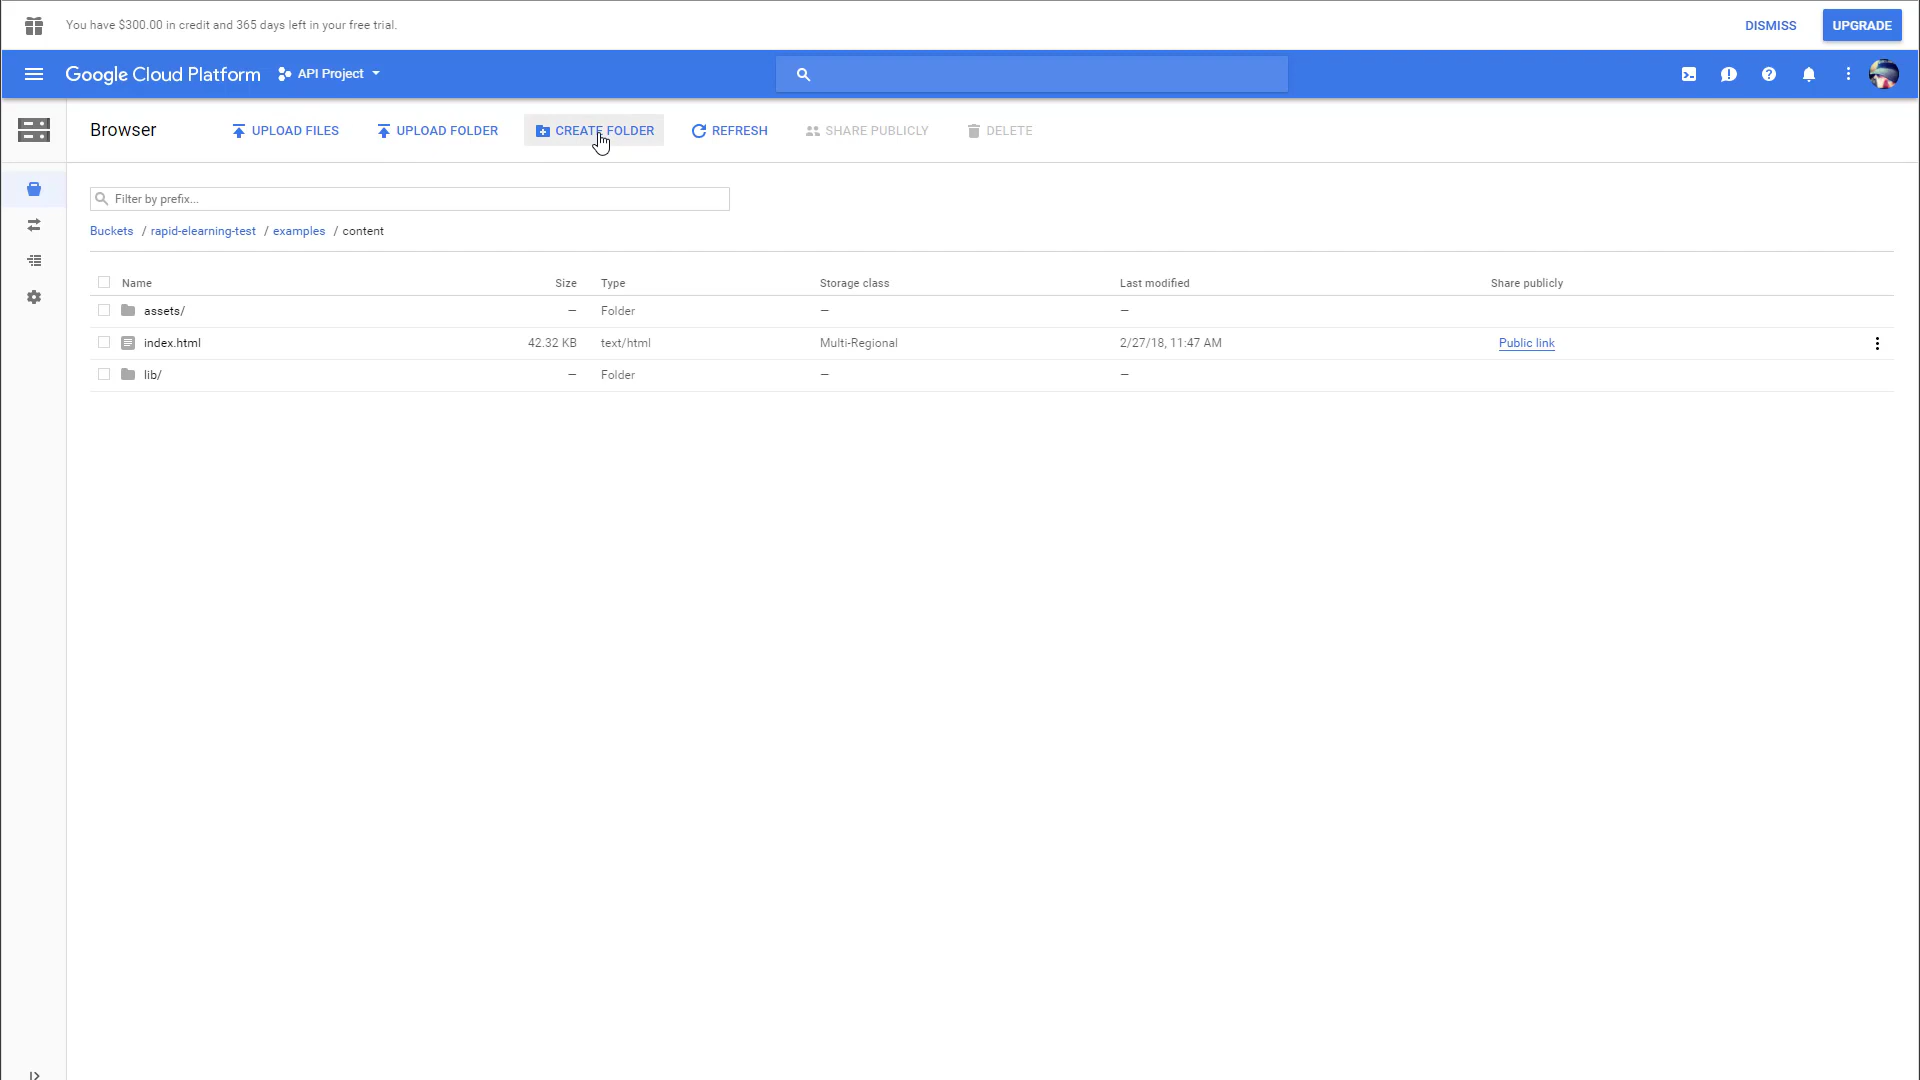 You have $300.00 in credit and 365 days left in your free trial.
DISMISS
UPGRADE
Google Cloud Platform
API Project
Browser
UPLOAD FILES
UPLOAD FOLDER
CREATE FOLDER
REFRESH
SHARE PUBLICLY
DELETE
Filter by prefix...
Buckets / rapid-elearning-test / examples / content
Name Size Type Storage class Last modified Share publicly
assets/ — Folder — —
index.html 42.32 KB text/html Multi-Regional 2/27/18, 11:47 AM Public link
lib/ — Folder — —